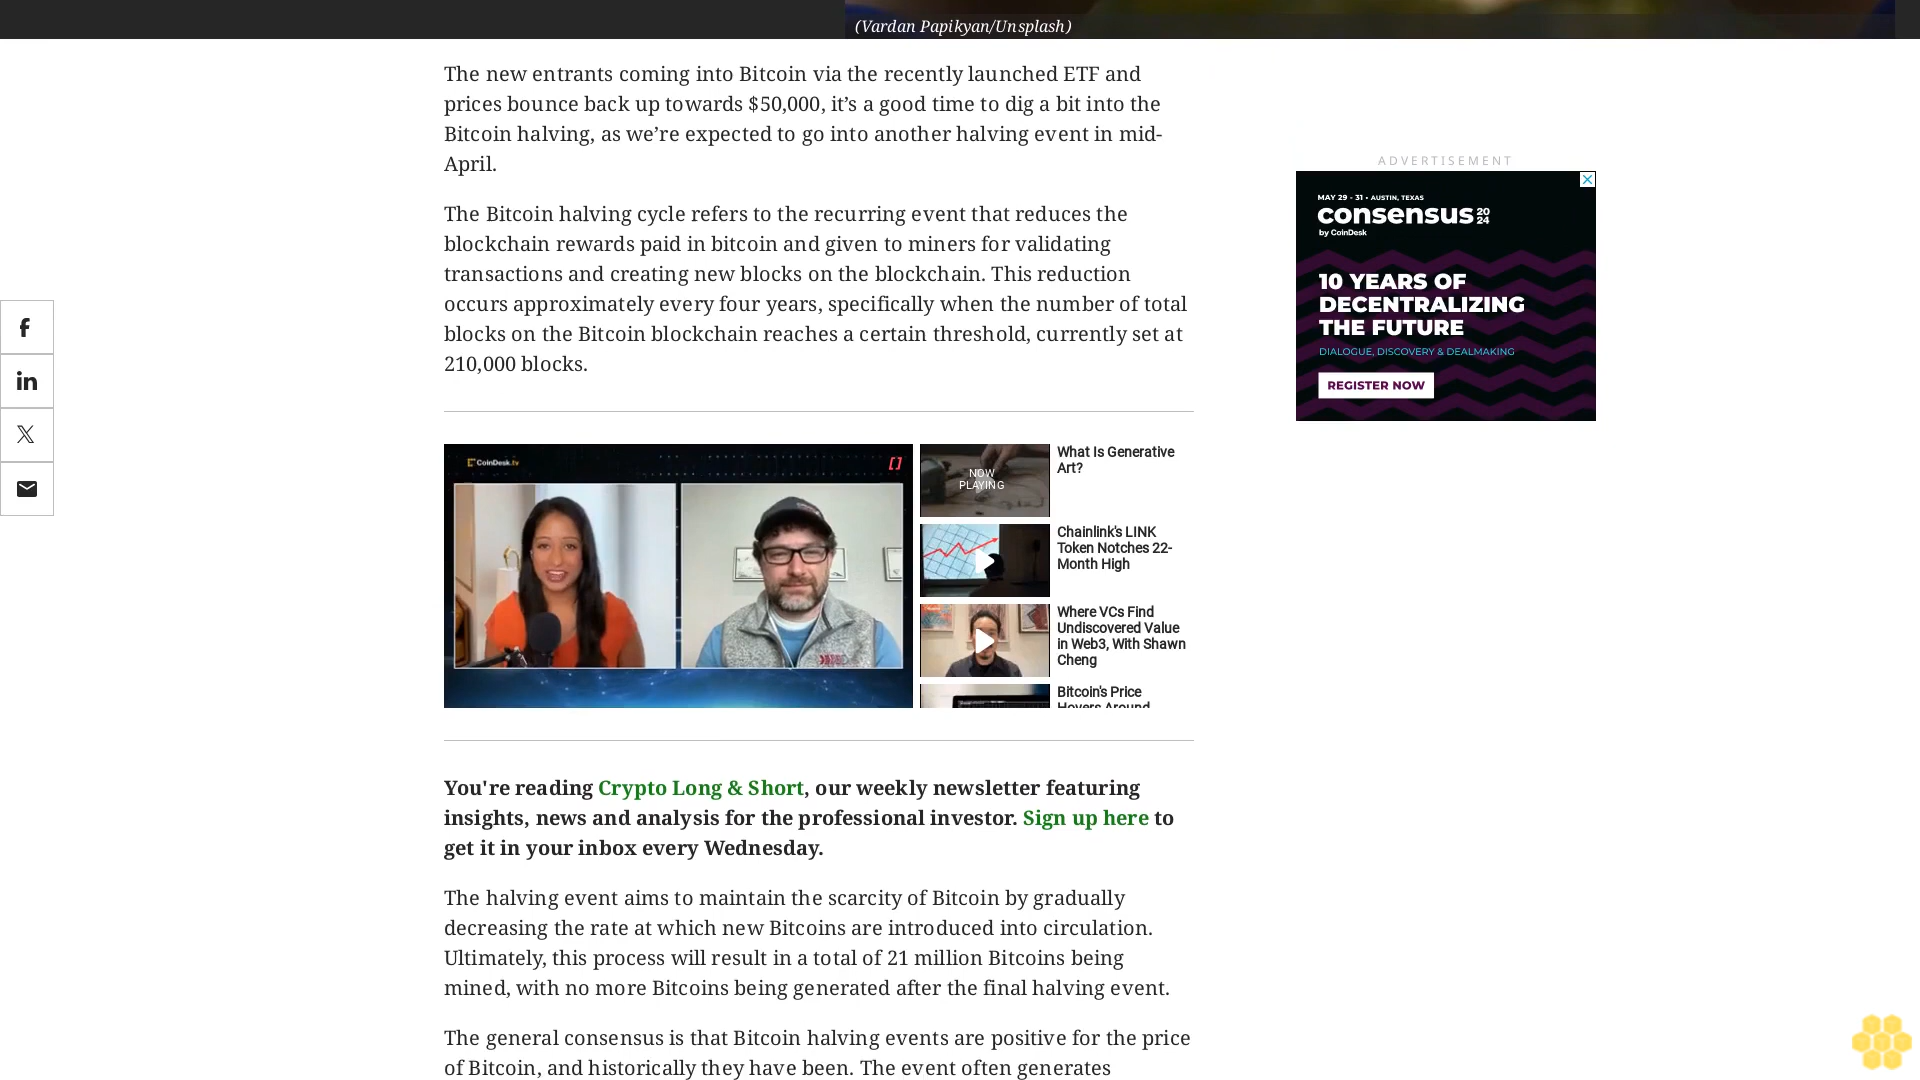 (Vardan Papikyan/Unsplash)
The new entrants coming into Bitcoin via the recently launched ETF and
prices bounce back up towards $50,000, it’s a good time to dig a bit into the
Bitcoin halving, as we’re expected to go into another halving event in mid-
April.
The Bitcoin halving cycle refers to the recurring event that reduces the
blockchain rewards paid in bitcoin and given to miners for validating
transactions and creating new blocks on the blockchain. This reduction
occurs approximately every four years, specifically when the number of total
blocks on the Bitcoin blockchain reaches a certain threshold, currently set at
210,000 blocks.
CoinDesk.tv
NOW
PLAYING
What Is Generative
Art?
Chainlink's LINK
Token Notches 22-
Month High
Where VCs Find
Undiscovered Value
in Web3, With Shawn
Cheng
Bitcoin's Price
Hovers Around
You're reading Crypto Long & Short, our weekly newsletter featuring
insights, news and analysis for the professional investor. Sign up here to
get it in your inbox every Wednesday.
The halving event aims to maintain the scarcity of Bitcoin by gradually
decreasing the rate at which new Bitcoins are introduced into circulation.
Ultimately, this process will result in a total of 21 million Bitcoins being
mined, with no more Bitcoins being generated after the final halving event.
The general consensus is that Bitcoin halving events are positive for the price
of Bitcoin, and historically they have been. The event often generates
ADVERTISEMENT
MAY 29 - 31 • AUSTIN, TEXAS
consensus 20
24
by CoinDesk
10 YEARS OF
DECENTRALIZING
THE FUTURE
DIALOGUE, DISCOVERY & DEALMAKING
REGISTER NOW